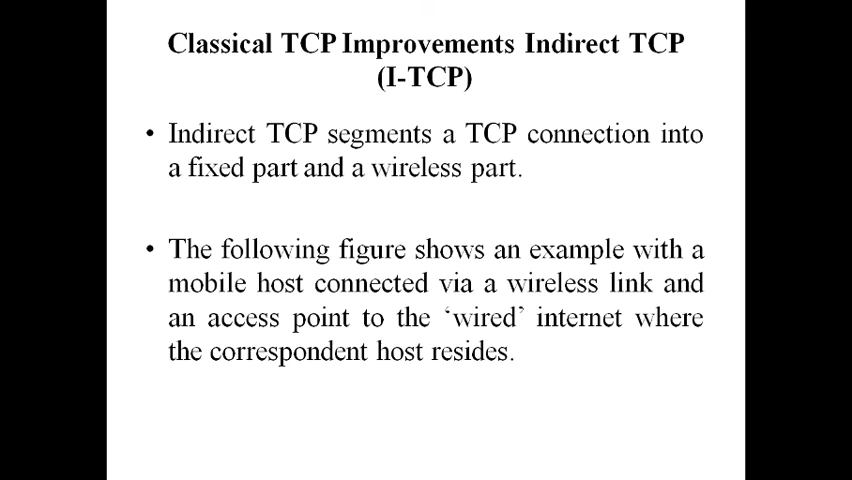 Classical TCP Improvements Indirect TCP
(I-TCP)
• Indirect TCP segments a TCP connection into
a fixed part and a wireless part.
• The following figure shows an example with a
mobile host connected via a wireless link and
an access point to the ‘wired’ internet where
the correspondent host resides.